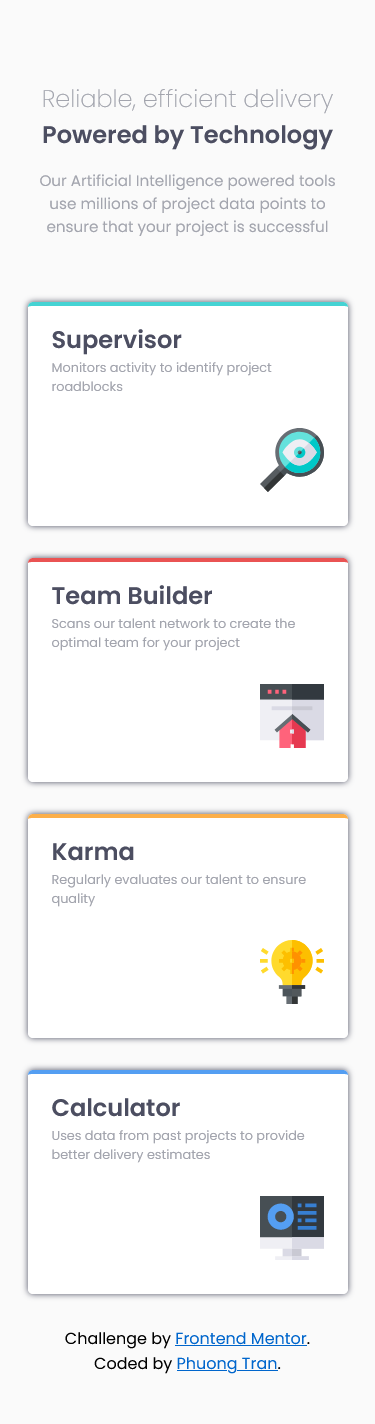 Reliable, efficient delivery
Powered by Technology
Our Artificial Intelligence powered tools
use millions of project data points to
ensure that your project is successful
Supervisor
Monitors activity to identify project
roadblocks
Team Builder
Scans our talent network to create the
optimal team for your project
Karma
Regularly evaluates our talent to ensure
quality
Calculator
Uses data from past projects to provide
better delivery estimates
Challenge by Frontend Mentor.
Coded by Phuong Tran.